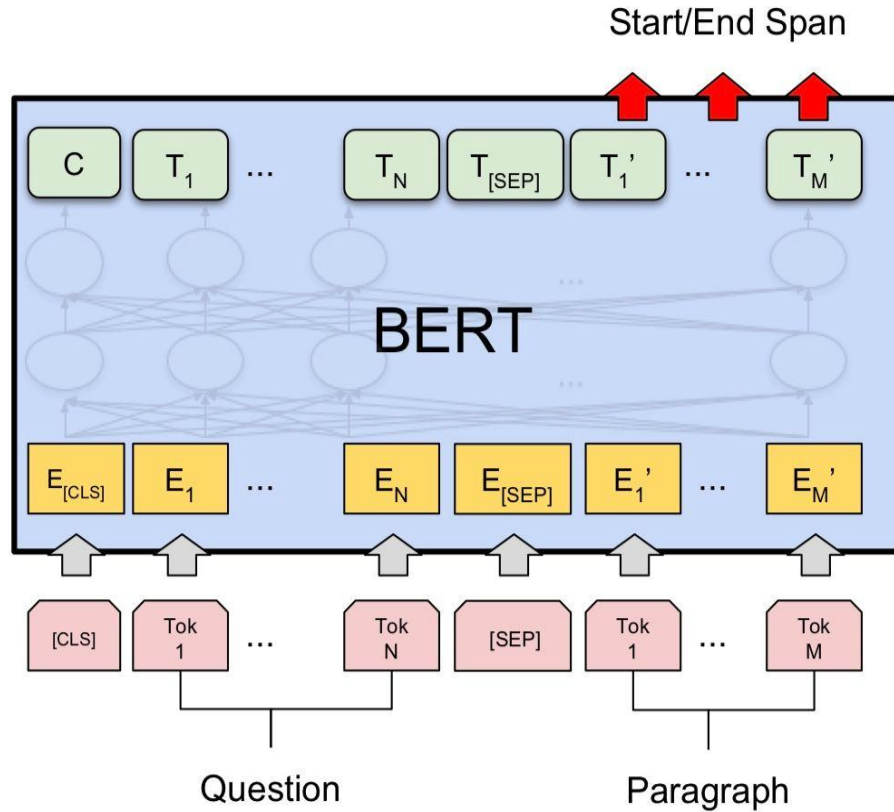 Start/End Span
C T1 ... TN T[SEP] T1' ... TM'
...
BERT
...
E[CLS] E1 ... EN E[SEP] E1' ... EM'
[CLS] Tok 1 ... Tok N [SEP] Tok 1 ... Tok M
Question Paragraph